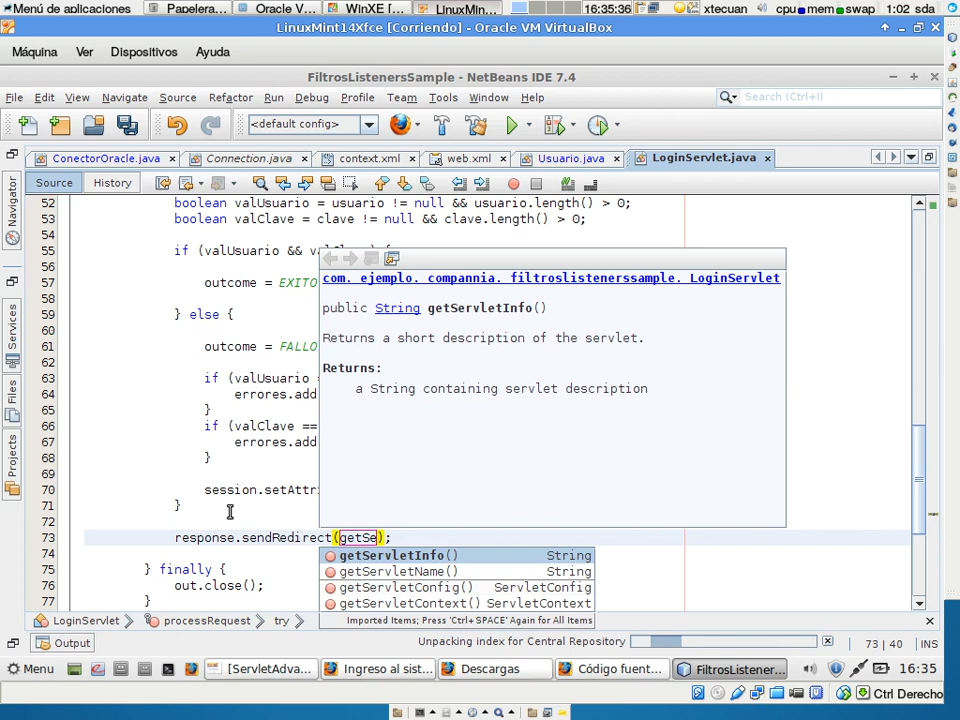 Menú de aplicaciones
Papelera...
Oracle V...
WinXE [...
LinuxMin...
16:35:36
xtecuan
cpu mem swap
1:02 sda
LinuxMint14Xfce [Corriendo] - Oracle VM VirtualBox
Máquina Ver Dispositivos Ayuda
FiltrosListenersSample - NetBeans IDE 7.4
File Edit View Navigate Source Refactor Run Debug Profile Team Tools Window Help
Search (Ctrl+I)
<default config>
ConectorOracle.java
Connection.java
context.xml
web.xml
Usuario.java
LoginServlet.java
Source History
Navigator
Services
Files
Projects
52 boolean valUsuario = usuario != null && usuario.length() > 0;
53 boolean valClave = clave != null && clave.length() > 0;
54
55 if (valUsuario && valClave) {
56
57 outcome = EXITO
58
59 } else {
60
61 outcome = FALLO
62
63 if (valUsuario =
64 errores.add
65 }
66 if (valClave ==
67 errores.add
68 }
69
70 session.setAttri
71 }
72
73 response.sendRedirect(getSe);
74
75 } finally {
76 out.close();
77 }
com. ejemplo. compannia. filtroslistenerssample. LoginServlet
public String getServletInfo()
Returns a short description of the servlet.
Returns:
a String containing servlet description
getServletInfo() String
getServletName() String
getServletConfig() ServletConfig
getServletContext() ServletContext
Imported Items; Press 'Ctrl+SPACE' Again for All Items
LoginServlet processRequest try
Output
Unpacking index for Central Repository
73 | 40 INS
Menu
[ServletAdva...
Ingreso al sist...
Descargas
Código fuent...
FiltrosListener...
16:35
Ctrl Derecho